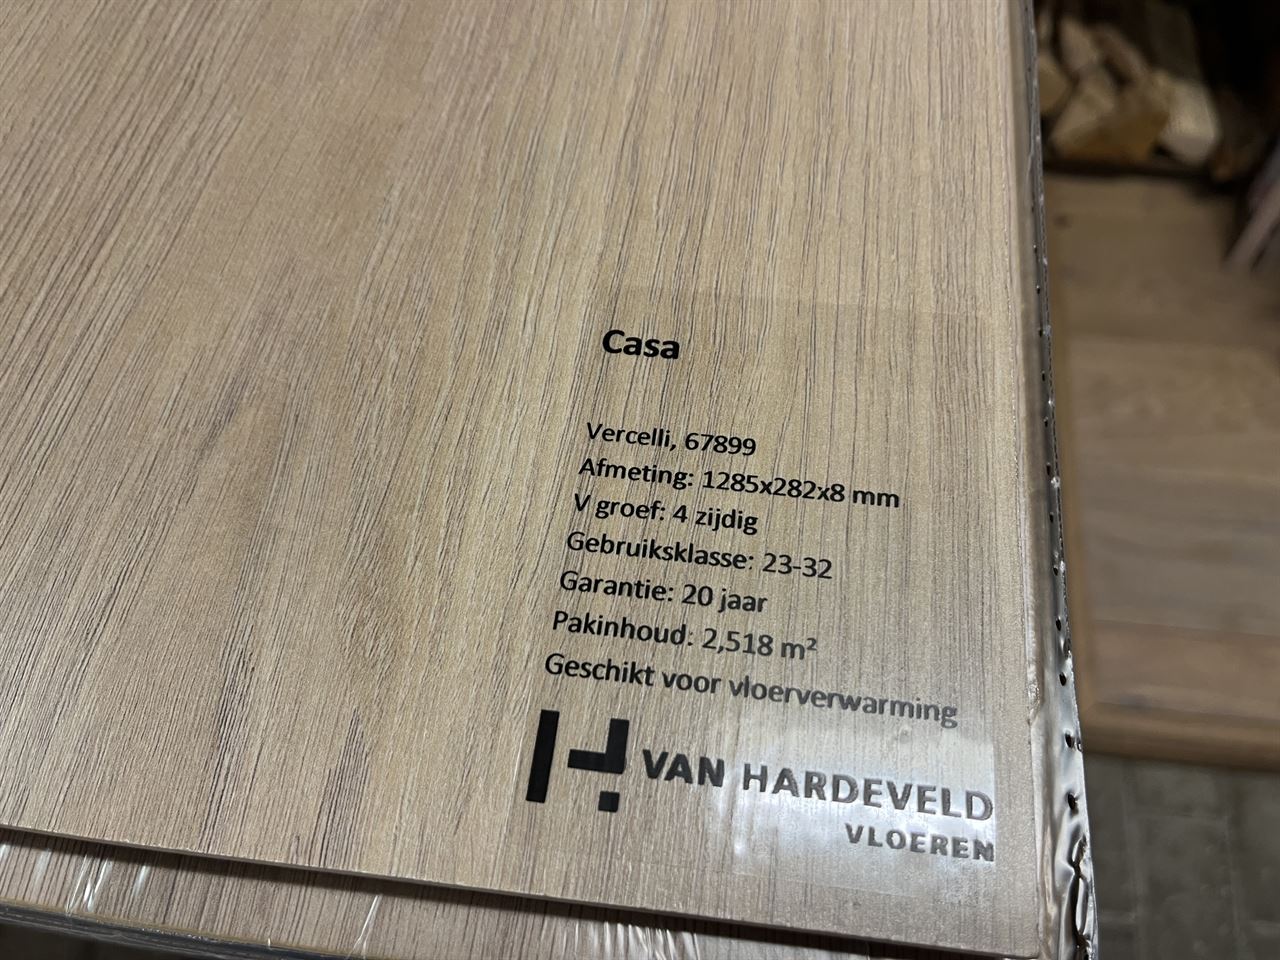 Casa
Vercelli, 67899
Afmeting: 1285x282x8 mm
V groef: 4 zijdig
Gebruiksklasse: 23-32
Garantie: 20 jaar
Pakinhoud: 2,518 m²
Geschikt voor vloerverwarming
VAN HARDEVELD
VLOEREN